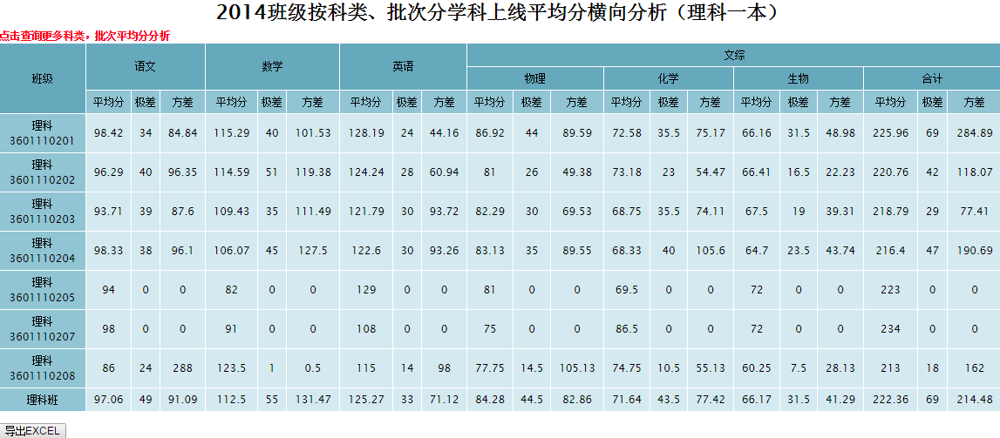 2014班级按科类、批次分学科上线平均分横向分析（理科一本）
点击查询更多科类，批次平均分分析
班级 语文 数学 英语 文综
物理 化学 生物 合计
平均分 极差 方差 平均分 极差 方差 平均分 极差 方差 平均分 极差 方差 平均分 极差 方差 平均分 极差 方差 平均分 极差 方差
理科
3601110201 98.42 34 84.84 115.29 40 101.53 128.19 24 44.16 86.92 44 89.59 72.58 35.5 75.17 66.16 31.5 48.98 225.96 69 284.89
理科
3601110202 96.29 40 96.35 114.59 51 119.38 124.24 28 60.94 81 26 49.38 73.18 23 54.47 66.41 16.5 22.23 220.76 42 118.07
理科
3601110203 93.71 39 87.6 109.43 35 111.49 121.79 30 93.72 82.29 30 69.53 68.75 35.5 74.11 67.5 19 39.31 218.79 29 77.41
理科
3601110204 98.33 38 96.1 106.07 45 127.5 122.6 30 93.26 83.13 35 89.55 68.33 40 105.6 64.7 23.5 43.74 216.4 47 190.69
理科
3601110205 94 0 0 82 0 0 129 0 0 81 0 0 69.5 0 0 72 0 0 223 0 0
理科
3601110207 98 0 0 91 0 0 108 0 0 75 0 0 86.5 0 0 72 0 0 234 0 0
理科
3601110208 86 24 288 123.5 1 0.5 115 14 98 77.75 14.5 105.13 74.75 10.5 55.13 60.25 7.5 28.13 213 18 162
理科班 97.06 49 91.09 112.5 55 131.47 125.27 33 71.12 84.28 44.5 82.86 71.64 43.5 77.42 66.17 31.5 41.29 222.36 69 214.48
导出EXCEL